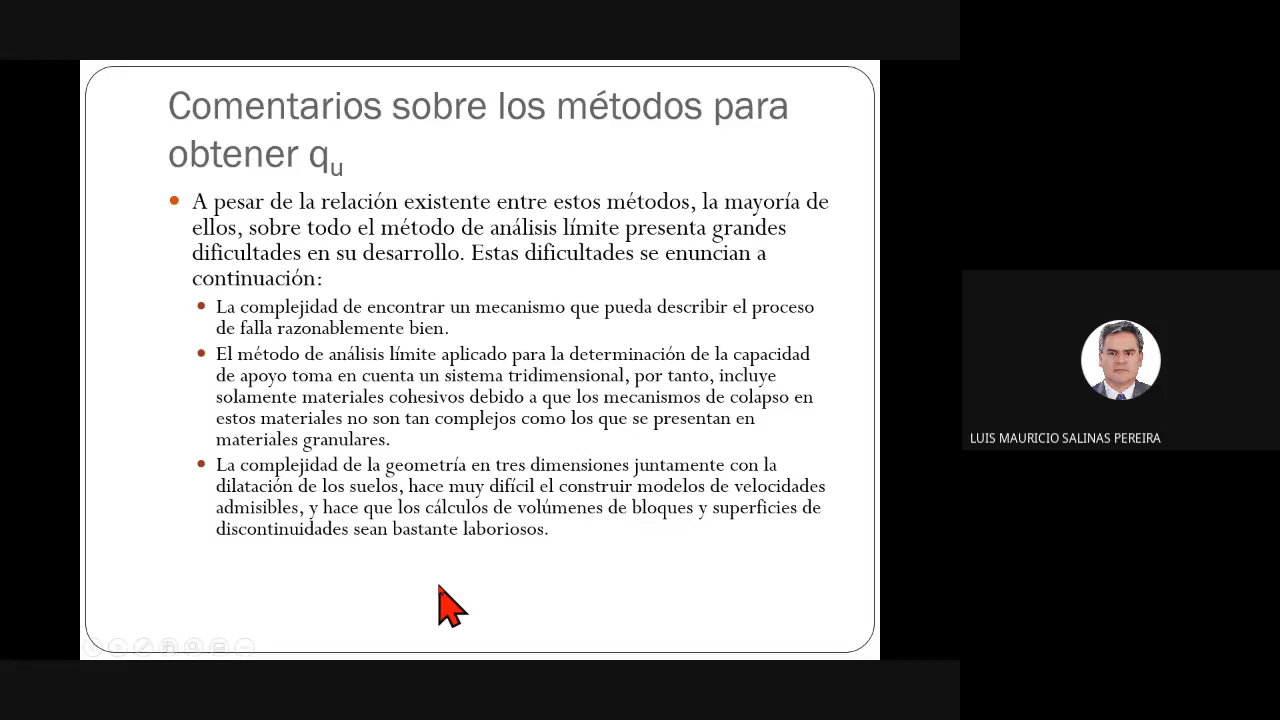 Comentarios sobre los métodos para
obtener qu
A pesar de la relación existente entre estos métodos, la mayoría de
ellos, sobre todo el método de análisis límite presenta grandes
dificultades en su desarrollo. Estas dificultades se enuncian a
continuación:
La complejidad de encontrar un mecanismo que pueda describir el proceso
de falla razonablemente bien.
El método de análisis límite aplicado para la determinación de la capacidad
de apoyo toma en cuenta un sistema tridimensional, por tanto, incluye
solamente materiales cohesivos debido a que los mecanismos de colapso en
estos materiales no son tan complejos como los que se presentan en
materiales granulares.
La complejidad de la geometría en tres dimensiones juntamente con la
dilatación de los suelos, hace muy difícil el construir modelos de velocidades
admisibles, y hace que los cálculos de volúmenes de bloques y superficies de
discontinuidades sean bastante laboriosos.
LUIS MAURICIO SALINAS PEREIRA